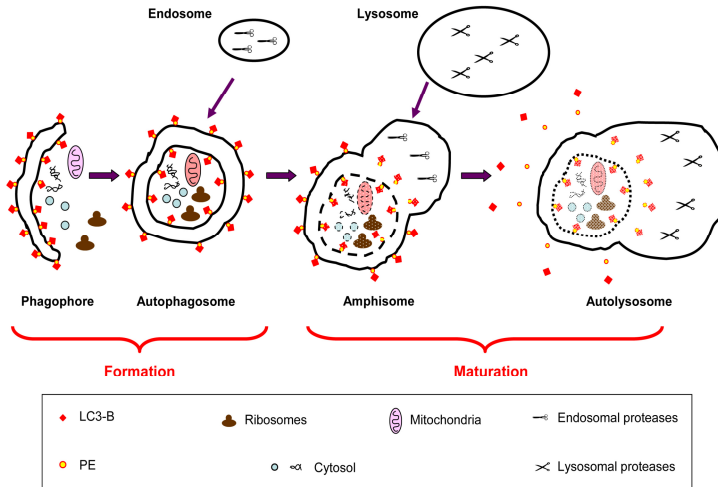 Endosome
Lysosome
Phagophore
Autophagosome
Amphisome
Autolysosome
Formation
Maturation
LC3-B
Ribosomes
Mitochondria
Endosomal proteases
PE
Cytosol
Lysosomal proteases